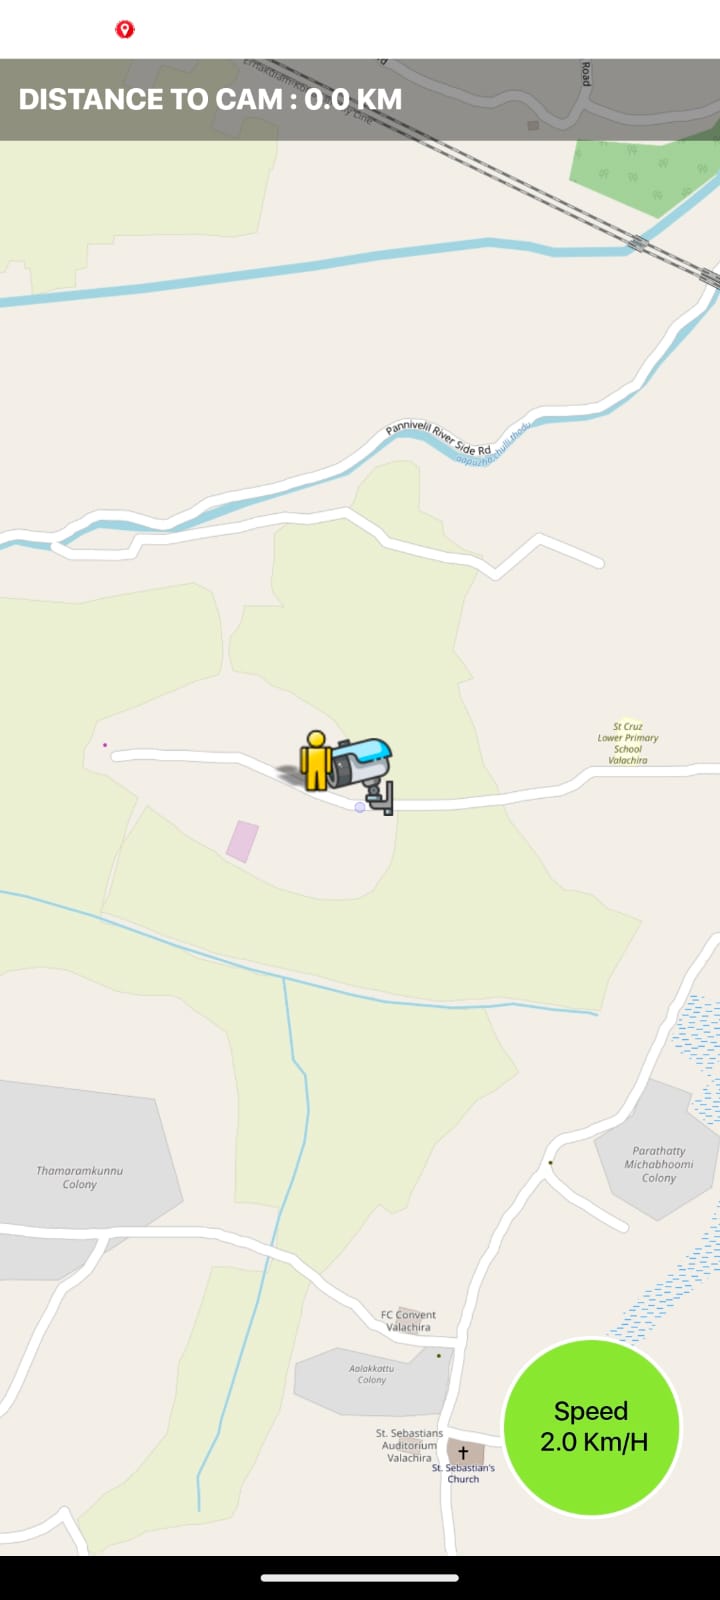 DISTANCE TO CAM : 0.0 KM
Road
Pannivelil River Side Rd
St Cruz
Lower Primary
School
Valachira
Thamaramkunnu
Colony
Parathatty
Michabhoomi
Colony
FC Convent
Valachira
Aalakkattu
Colony
St. Sebastians
Auditorium
Valachira
St. Sebastian's
Church
Speed
2.0 Km/H